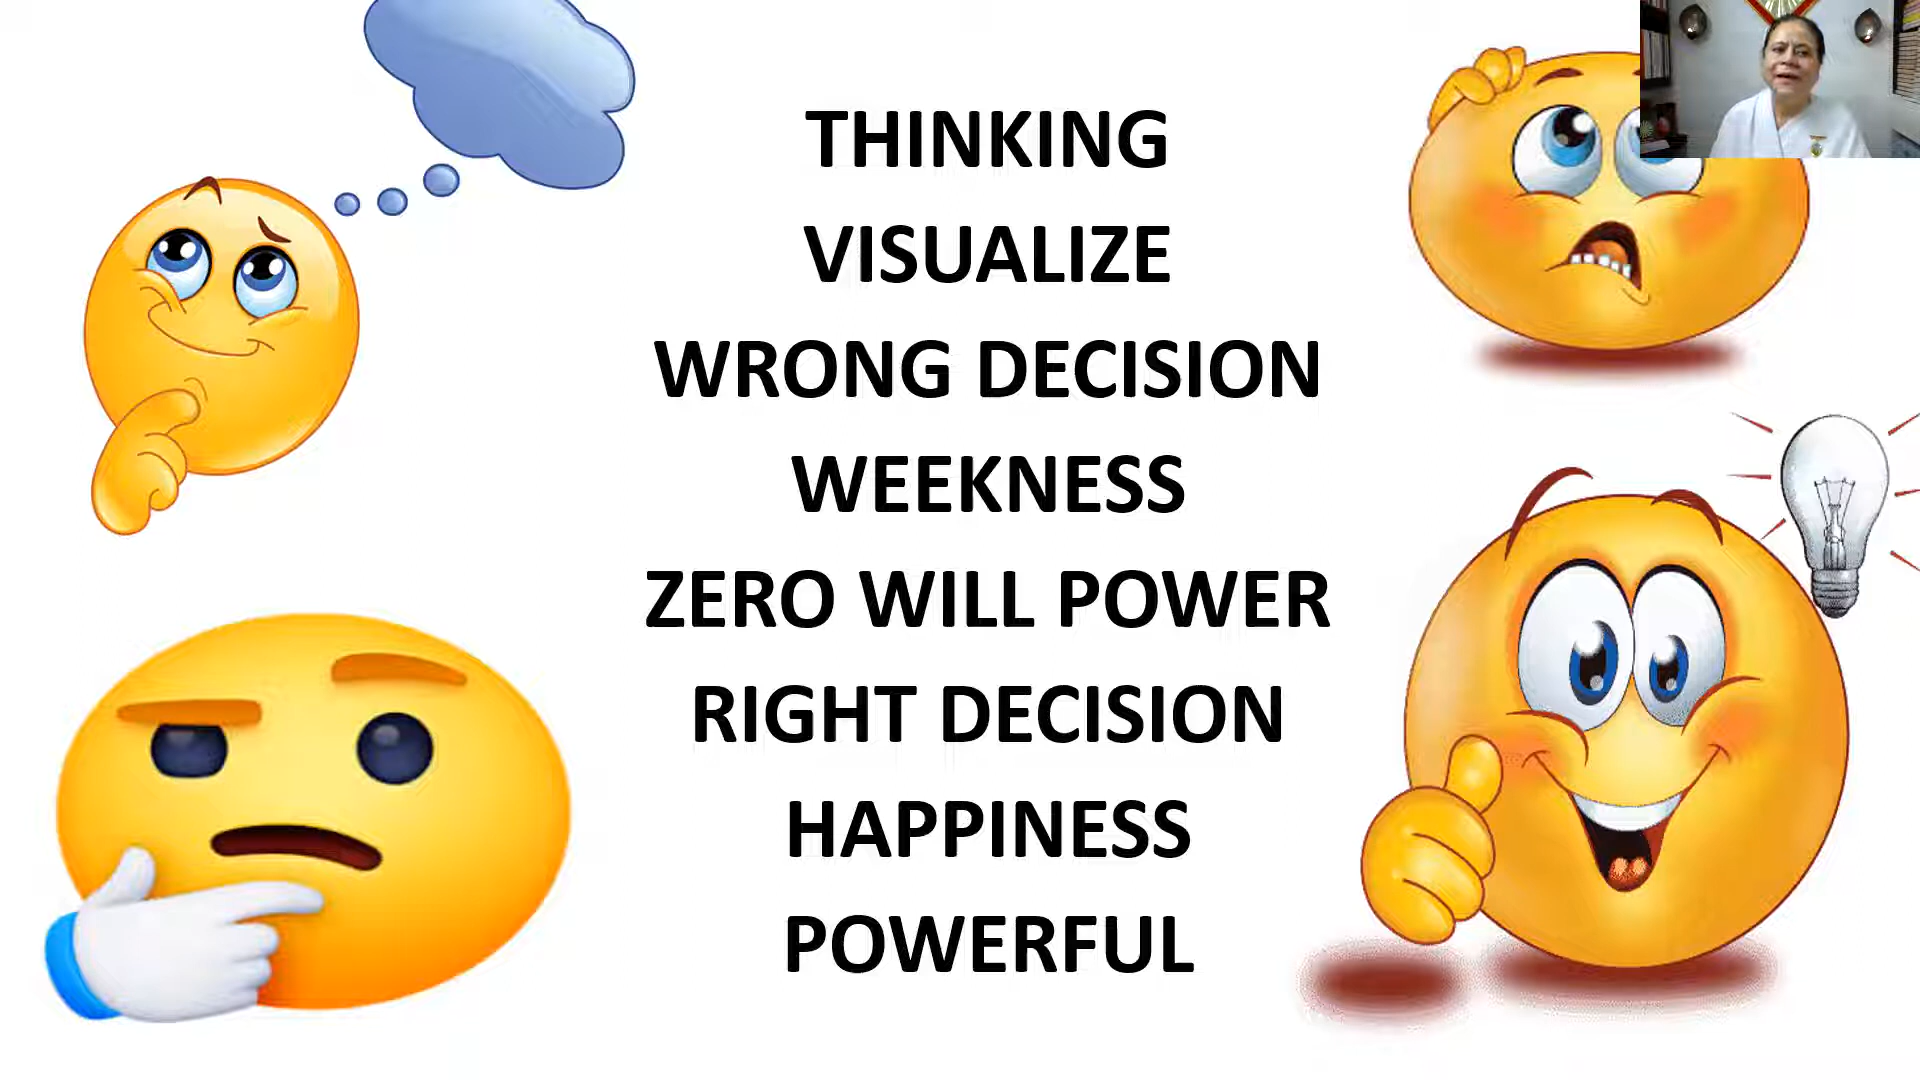 THINKING
VISUALIZE
WRONG DECISION
WEEKNESS
ZERO WILL POWER
RIGHT DECISION
HAPPINESS
POWERFUL